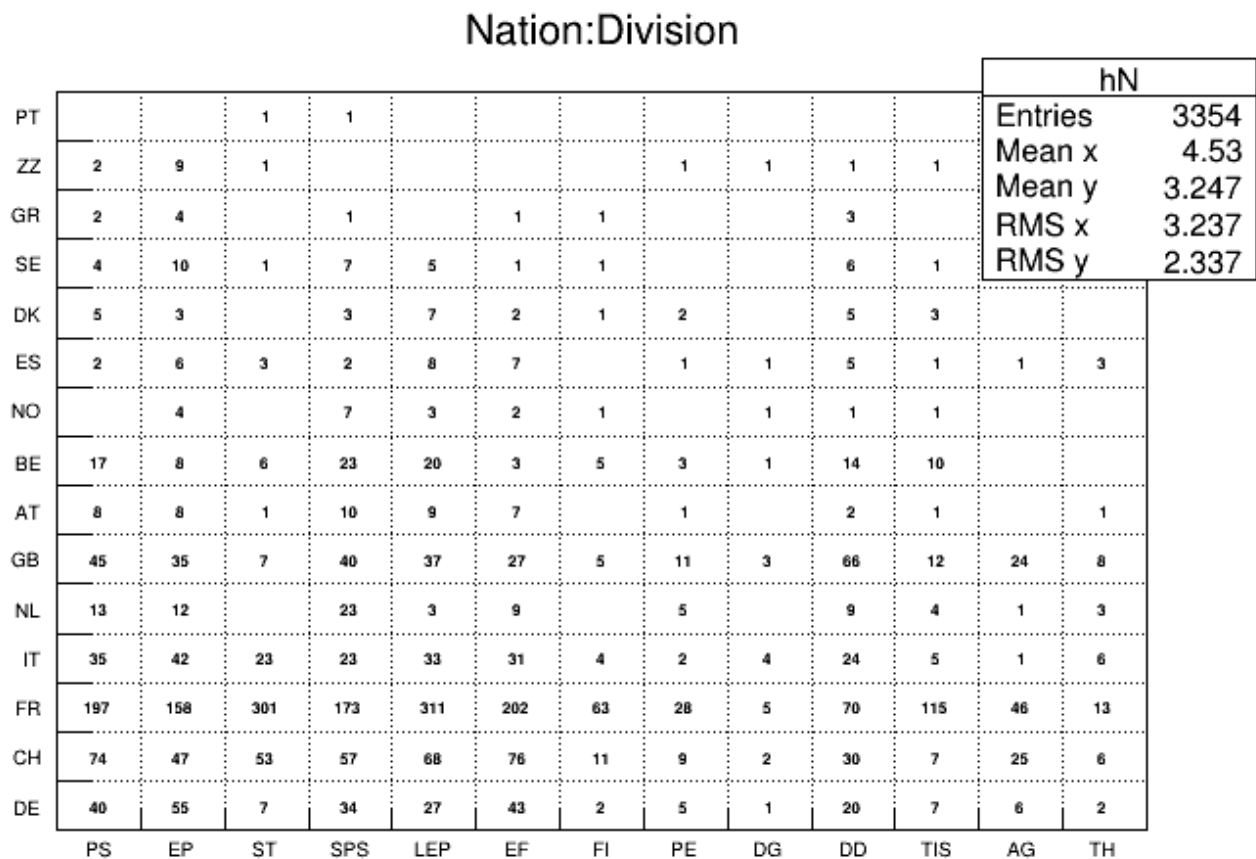 Nation:Division
hN
Entries 3354
Mean x 4.53
Mean y 3.247
RMS x 3.237
RMS y 2.337
PT 1 1
ZZ 2 9 1 1 1 1 1
GR 2 4 1 1 1 3
SE 4 10 1 7 5 1 1 6 1
DK 5 3 3 7 2 1 2 5 3
ES 2 6 3 2 8 7 1 1 5 1 1 3
NO 4 7 3 2 1 1 1 1
BE 17 8 6 23 20 3 5 3 1 14 10
AT 8 8 1 10 9 7 1 2 1 1
GB 45 35 7 40 37 27 5 11 3 66 12 24 8
NL 13 12 23 3 9 5 9 4 1 3
IT 35 42 23 23 33 31 4 2 4 24 5 1 6
FR 197 158 301 173 311 202 63 28 5 70 115 46 13
CH 74 47 53 57 68 76 11 9 2 30 7 25 6
DE 40 55 7 34 27 43 2 5 1 20 7 6 2
PS EP ST SPS LEP EF FI PE DG DD TIS AG TH